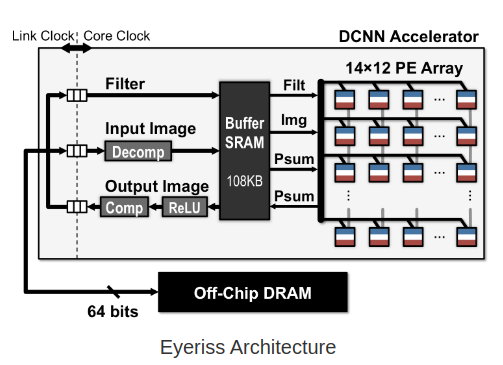 Link Clock Core Clock
DCNN Accelerator
14×12 PE Array
Filter
Filt
Input Image
Img
Decomp
Buffer
SRAM
108KB
Psum
Output Image
Psum
Comp
ReLU
...
...
...
...
...
Off-Chip DRAM
64 bits
Eyeriss Architecture